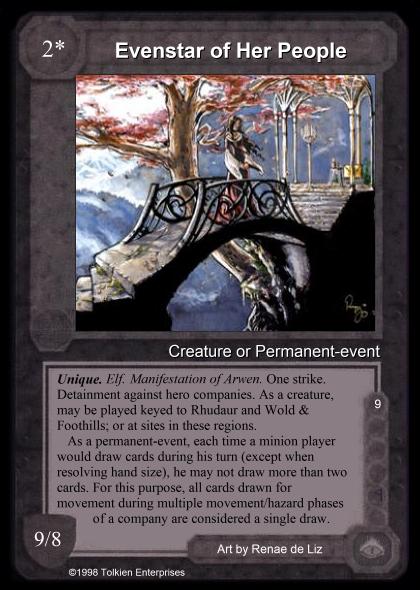 2*
Evenstar of Her People
Creature or Permanent-event
Unique. Elf. Manifestation of Arwen. One strike.
Detainment against hero companies. As a creature,
may be played keyed to Rhudaur and Wold &
Foothills; or at sites in these regions.
As a permanent-event, each time a minion player
would draw cards during his turn (except when
resolving hand size), he may not draw more than two
cards. For this purpose, all cards drawn for
movement during multiple movement/hazard phases
of a company are considered a single draw.
9
9/8
Art by Renae de Liz
©1998 Tolkien Enterprises